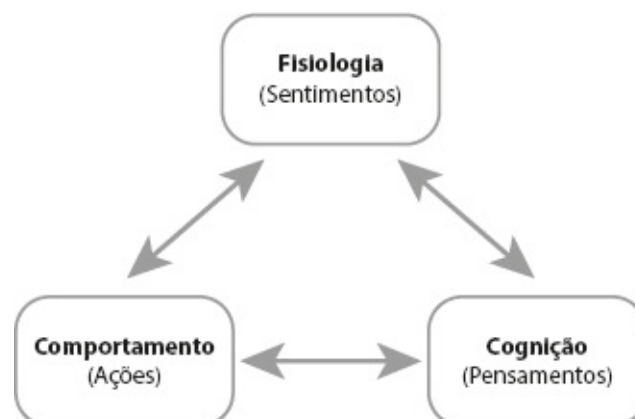 Fisiologia
(Sentimentos)
Comportamento
(Ações)
Cognição
(Pensamentos)